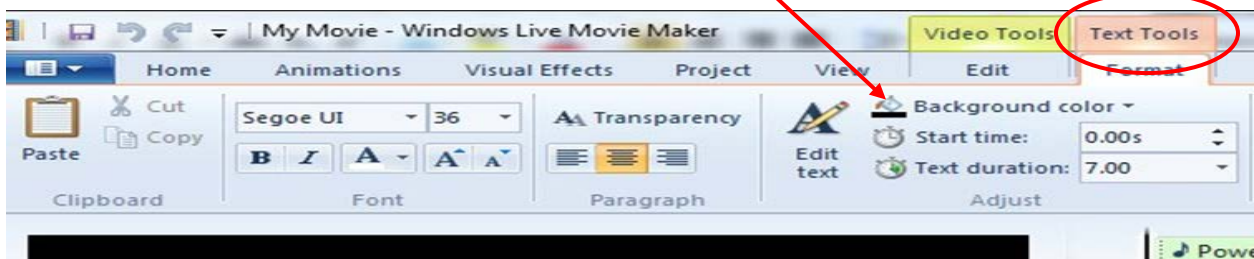 My Movie - Windows Live Movie Maker Video Tools Text Tools
Home Animations Visual Effects Project View Edit Format
Paste
Cut
Copy
Clipboard
Segoe UI 36
B I A A A
Font
AA Transparency
Paragraph
Edit text
Background color
Start time: 0.00s
Text duration: 7.00
Adjust